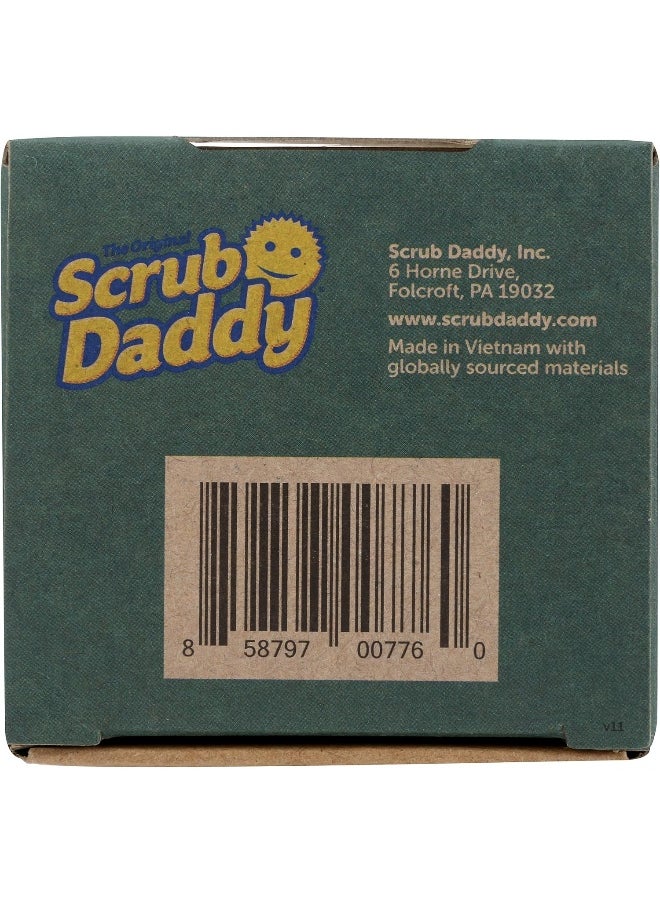 The Original
Scrub
Daddy
Scrub Daddy, Inc.
6 Horne Drive,
Folcroft, PA 19032
www.scrubdaddy.com
Made in Vietnam with
globally sourced materials
8 58797 00776 0
v11